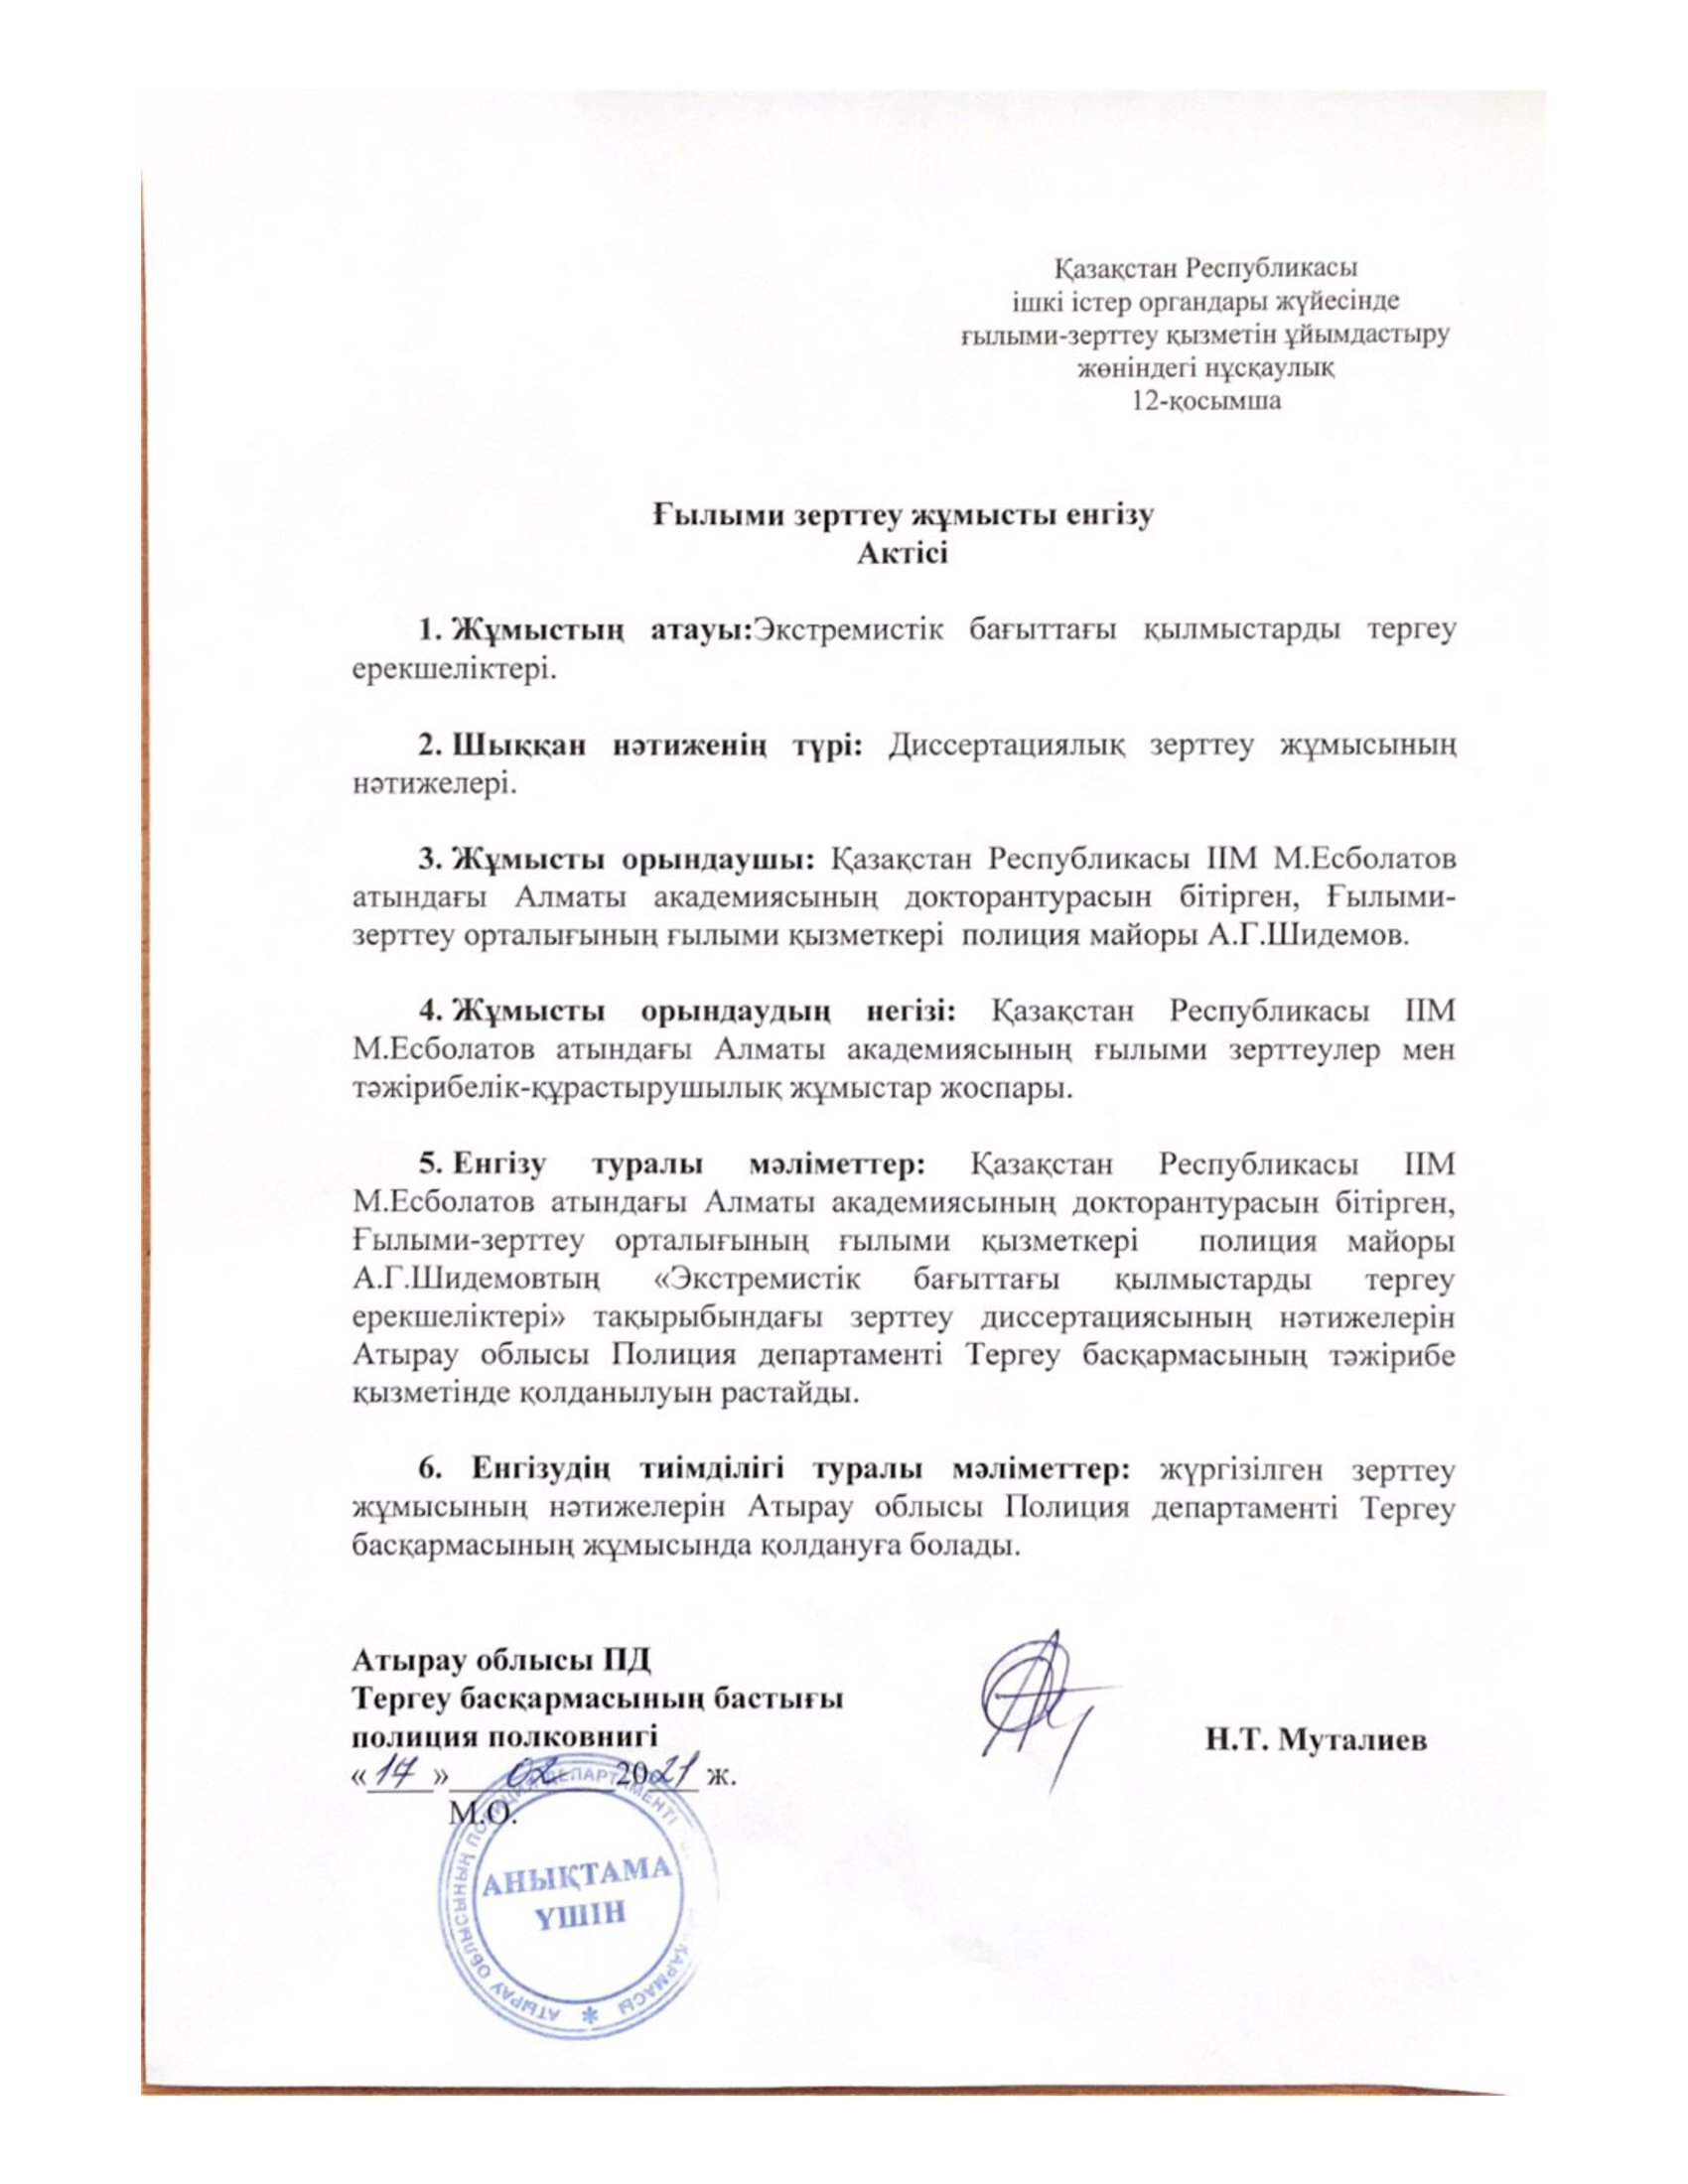 Қазақстан Республикасы
ішкі істер органдары жүйесінде
ғылыми-зерттеу қызметін ұйымдастыру
жөніндегі нұсқаулық
12-қосымша
Ғылыми зерттеу жұмысты енгізу
Актісі
1. Жұмыстың атауы:Экстремистік бағыттағы қылмыстарды тергеу
ерекшеліктері.
2. Шыққан нәтиженің түрі: Диссертациялық зерттеу жұмысының
нәтижелері.
3. Жұмысты орындаушы: Қазақстан Республикасы ІІМ М.Есболатов
атындағы Алматы академиясының докторантурасын бітірген, Ғылыми-
зерттеу орталығының ғылыми қызметкері полиция майоры А.Г.Шидемов.
4. Жұмысты орындаудың негізі: Қазақстан Республикасы ІІМ
М.Есболатов атындағы Алматы академиясының ғылыми зерттеулер мен
тәжірибелік-құрастырушылық жұмыстар жоспары.
5. Енгізу туралы мәліметтер: Қазақстан Республикасы ІІМ
М.Есболатов атындағы Алматы академиясының докторантурасын бітірген,
Ғылыми-зерттеу орталығының ғылыми қызметкері полиция майоры
А.Г.Шидемовтың «Экстремистік бағыттағы қылмыстарды тергеу
ерекшеліктері» тақырыбындағы зерттеу диссертациясының нәтижелерін
Атырау облысы Полиция департаменті Тергеу басқармасының тәжірибе
қызметінде қолданылуын растайды.
6. Енгізудің тиімділігі туралы мәліметтер: жүргізілген зерттеу
жұмысының нәтижелерін Атырау облысы Полиция департаменті Тергеу
басқармасының жұмысында қолдануға болады.
Атырау облысы ПД
Тергеу басқармасының бастығы
полиция полковнигі
Н.Т. Муталиев
«17» 02 2021 ж.
М.О.
АТЫРАУ ОБЛЫСЫНЫҢ ПОЛИЦИЯ ДЕПАРТАМЕНТІ
АНЫҚТАМА
ҮШІН